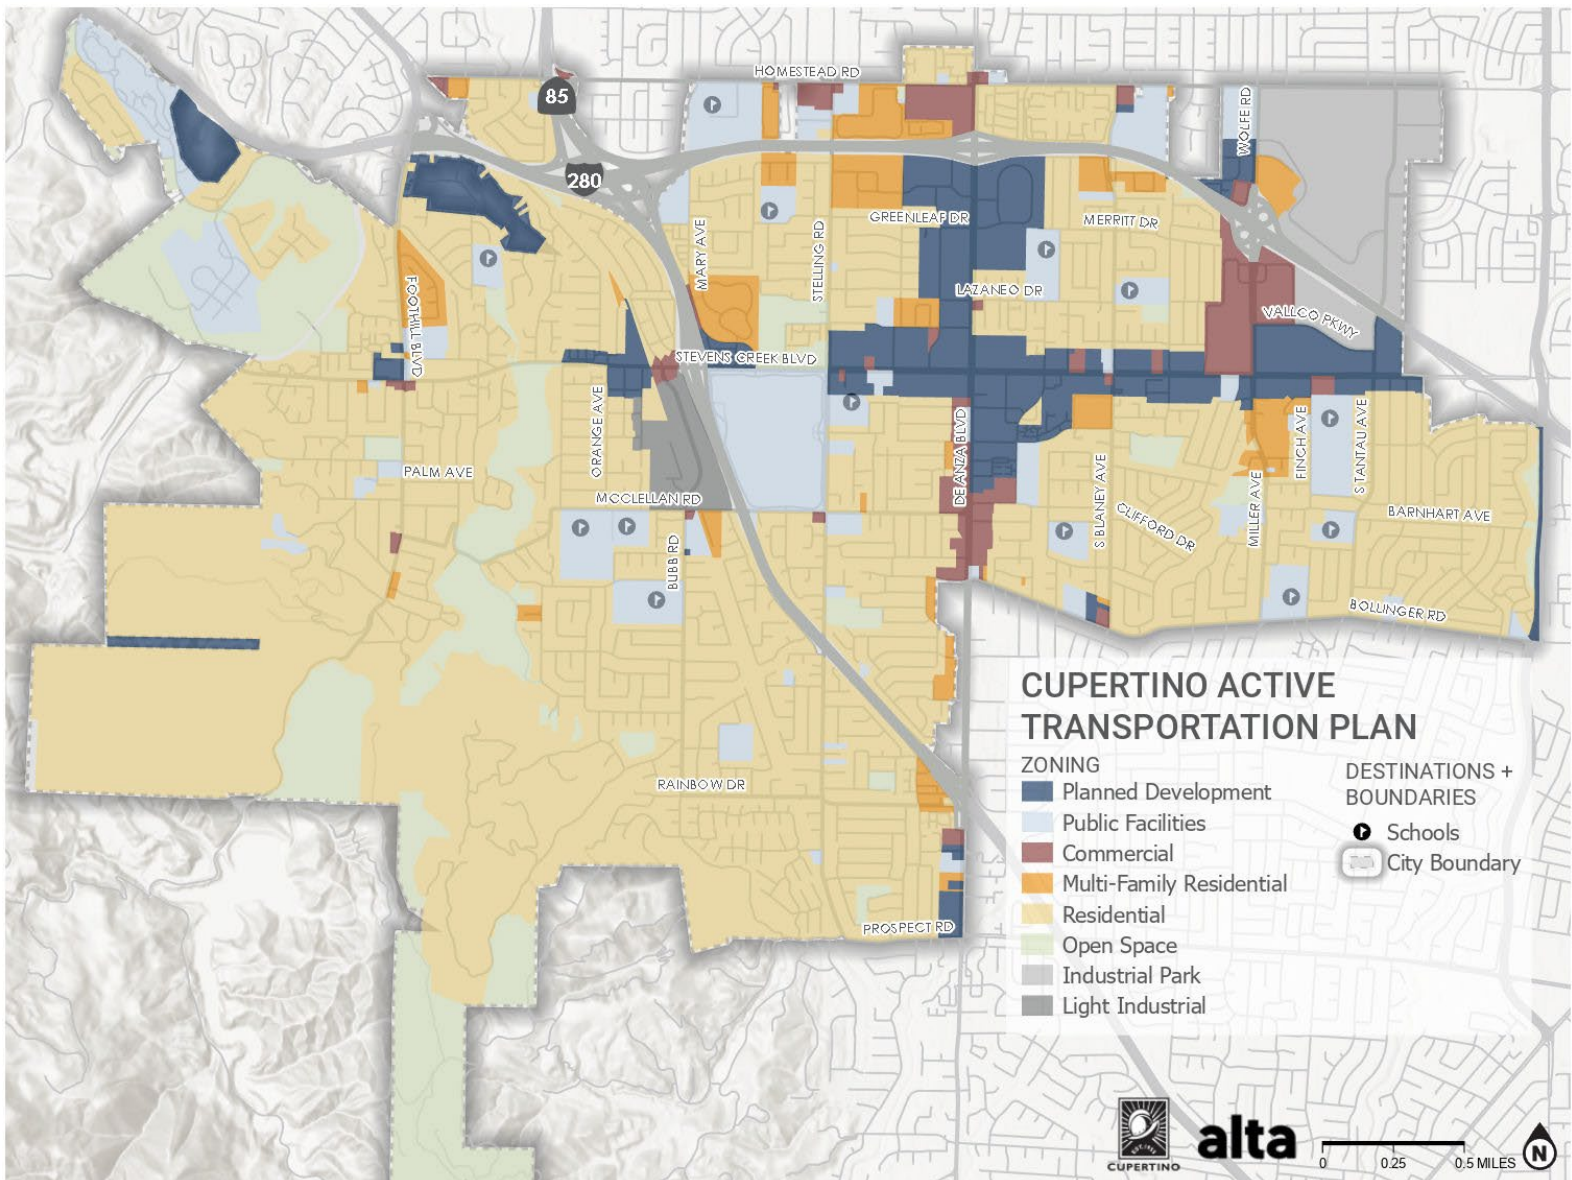 HOMESTEAD RD
85
WOLFE RD
280
GREENLEAF DR
MERRITT DR
MARY AVE
STELLING RD
FOOTHILL BLVD
LAZANEO DR
VALLCO PKWY
STEVENS CREEK BLVD
ORANGE AVE
DE ANZA BLVD
FINCH AVE
S TANTAU AVE
PALM AVE
S BLANEY AVE
MILLER AVE
MCCLELLAN RD
CLIFFORD DR
BARNHART AVE
BUBB RD
BOLLINGER RD
RAINBOW DR
PROSPECT RD
CUPERTINO ACTIVE
TRANSPORTATION PLAN
ZONING
Planned Development
Public Facilities
Commercial
Multi-Family Residential
Residential
Open Space
Industrial Park
Light Industrial
DESTINATIONS +
BOUNDARIES
Schools
City Boundary
CUPERTINO
alta
0 0.25 0.5 MILES
N